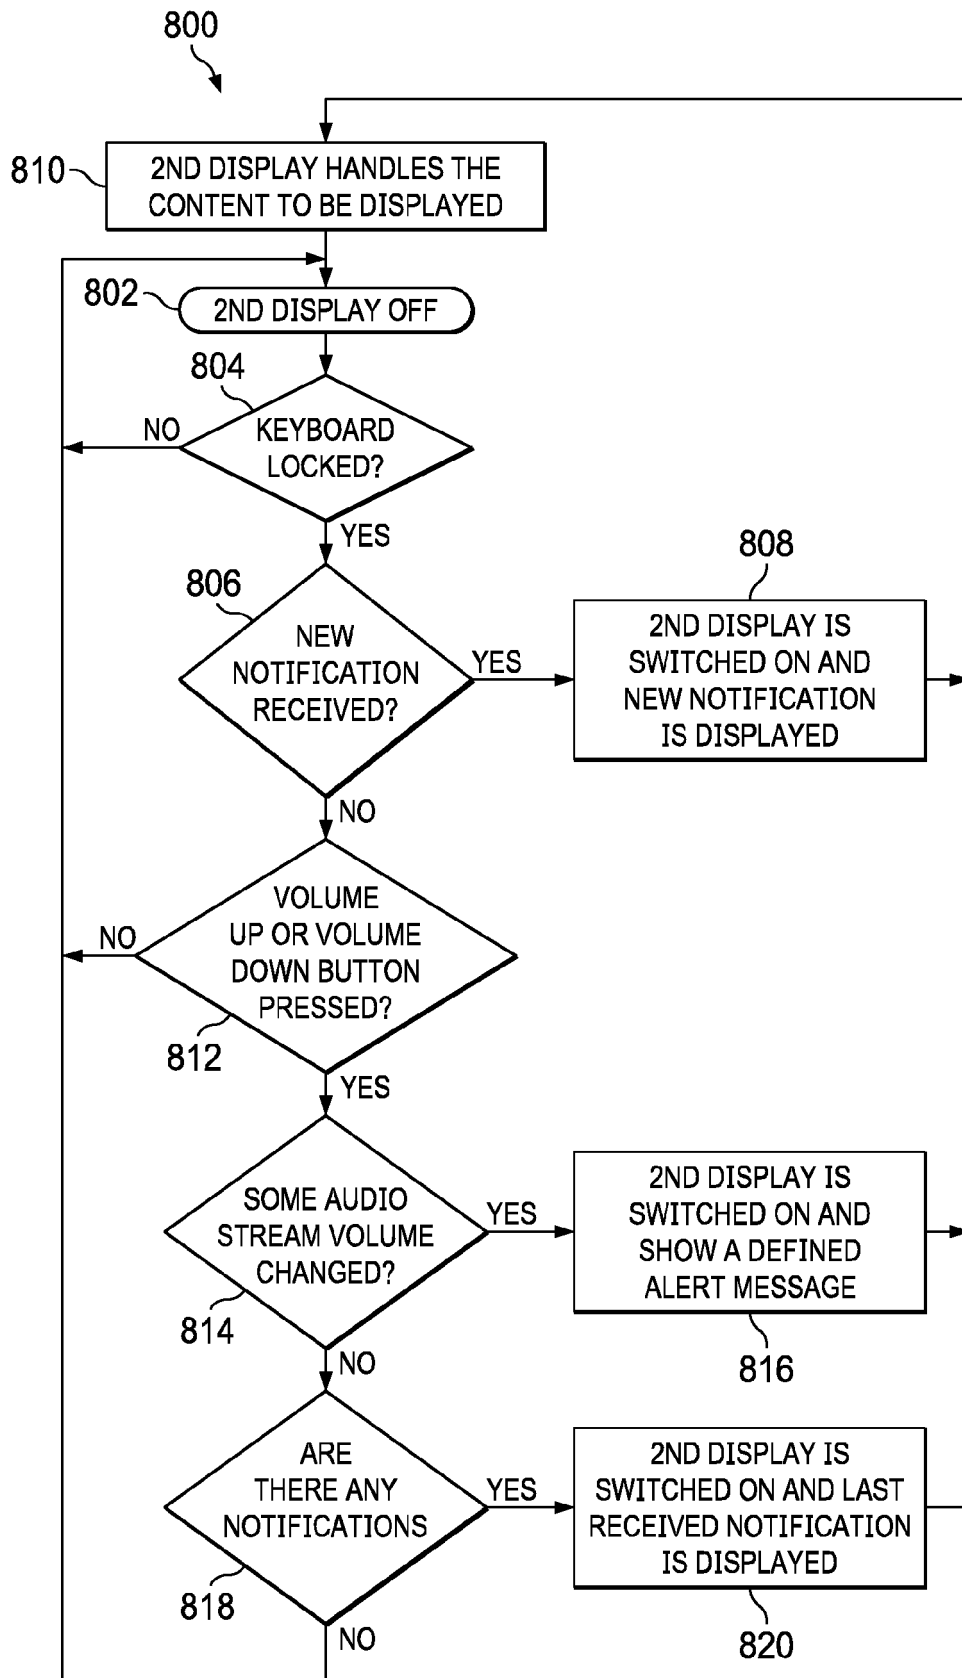 800
810
2ND DISPLAY HANDLES THE
CONTENT TO BE DISPLAYED
802
2ND DISPLAY OFF
804
KEYBOARD
LOCKED?
NO
YES
806
NEW
NOTIFICATION
RECEIVED?
YES
808
2ND DISPLAY IS
SWITCHED ON AND
NEW NOTIFICATION
IS DISPLAYED
NO
VOLUME
UP OR VOLUME
DOWN BUTTON
PRESSED?
NO
812
YES
SOME AUDIO
STREAM VOLUME
CHANGED?
YES
814
2ND DISPLAY IS
SWITCHED ON AND
SHOW A DEFINED
ALERT MESSAGE
816
NO
ARE
THERE ANY
NOTIFICATIONS
YES
818
2ND DISPLAY IS
SWITCHED ON AND LAST
RECEIVED NOTIFICATION
IS DISPLAYED
820
NO